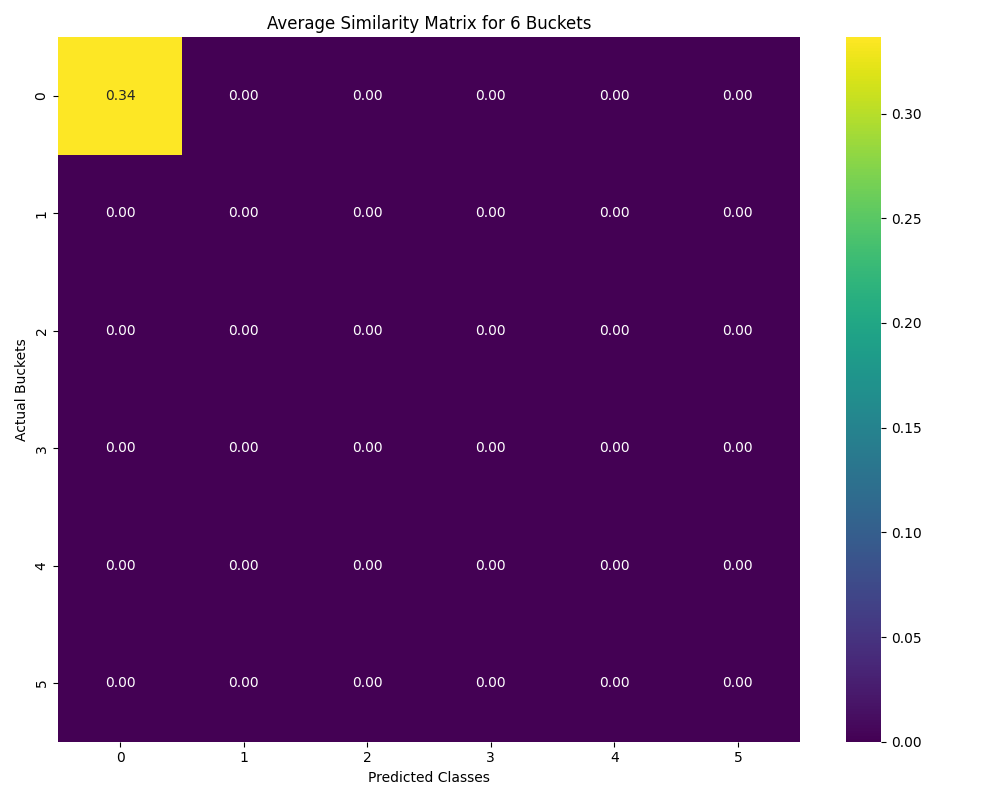 Average Similarity Matrix for 6 Buckets
0 0.34 0.00 0.00 0.00 0.00 0.00
1 0.00 0.00 0.00 0.00 0.00 0.00
2 0.00 0.00 0.00 0.00 0.00 0.00
3 0.00 0.00 0.00 0.00 0.00 0.00
4 0.00 0.00 0.00 0.00 0.00 0.00
5 0.00 0.00 0.00 0.00 0.00 0.00
0 1 2 3 4 5
Predicted Classes
Actual Buckets
0.30
0.25
0.20
0.15
0.10
0.05
0.00